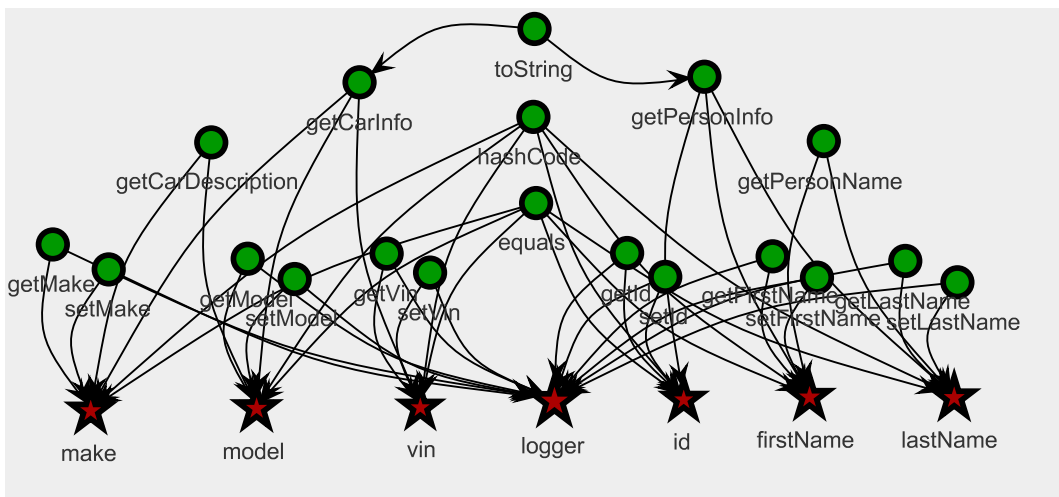 toString
getCarInfo
getPersonInfo
hashCode
getCarDescription
getPersonName
equals
getMake
setMake
getModel
setModel
getVin
setVin
getId
setId
getFirstName
setFirstName
getLastName
setLastName
make
model
vin
logger
id
firstName
lastName